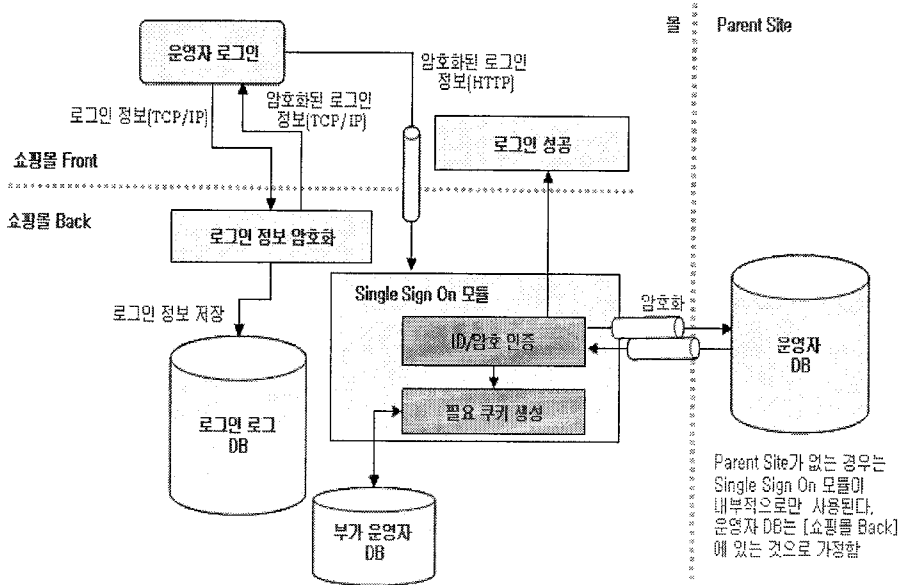 몰
Parent Site
운영자 로그인
암호화된 로그인
정보(HTTP)
로그인 정보(TCP/IP)
암호화된 로그인
정보(TCP/IP)
로그인 성공
쇼핑몰 Front
쇼핑몰 Back
로그인 정보 암호화
Single Sign On 모듈
로그인 정보 저장
암호화
ID/암호 인증
운영자
DB
필요 쿠키 생성
로그인 로그
DB
부가 운영자
DB
Parent Site가 없는 경우는
Single Sign On 모듈이
내부적으로만 사용된다.
운영자 DB는 [쇼핑몰 Back]
에 있는 것으로 가정함